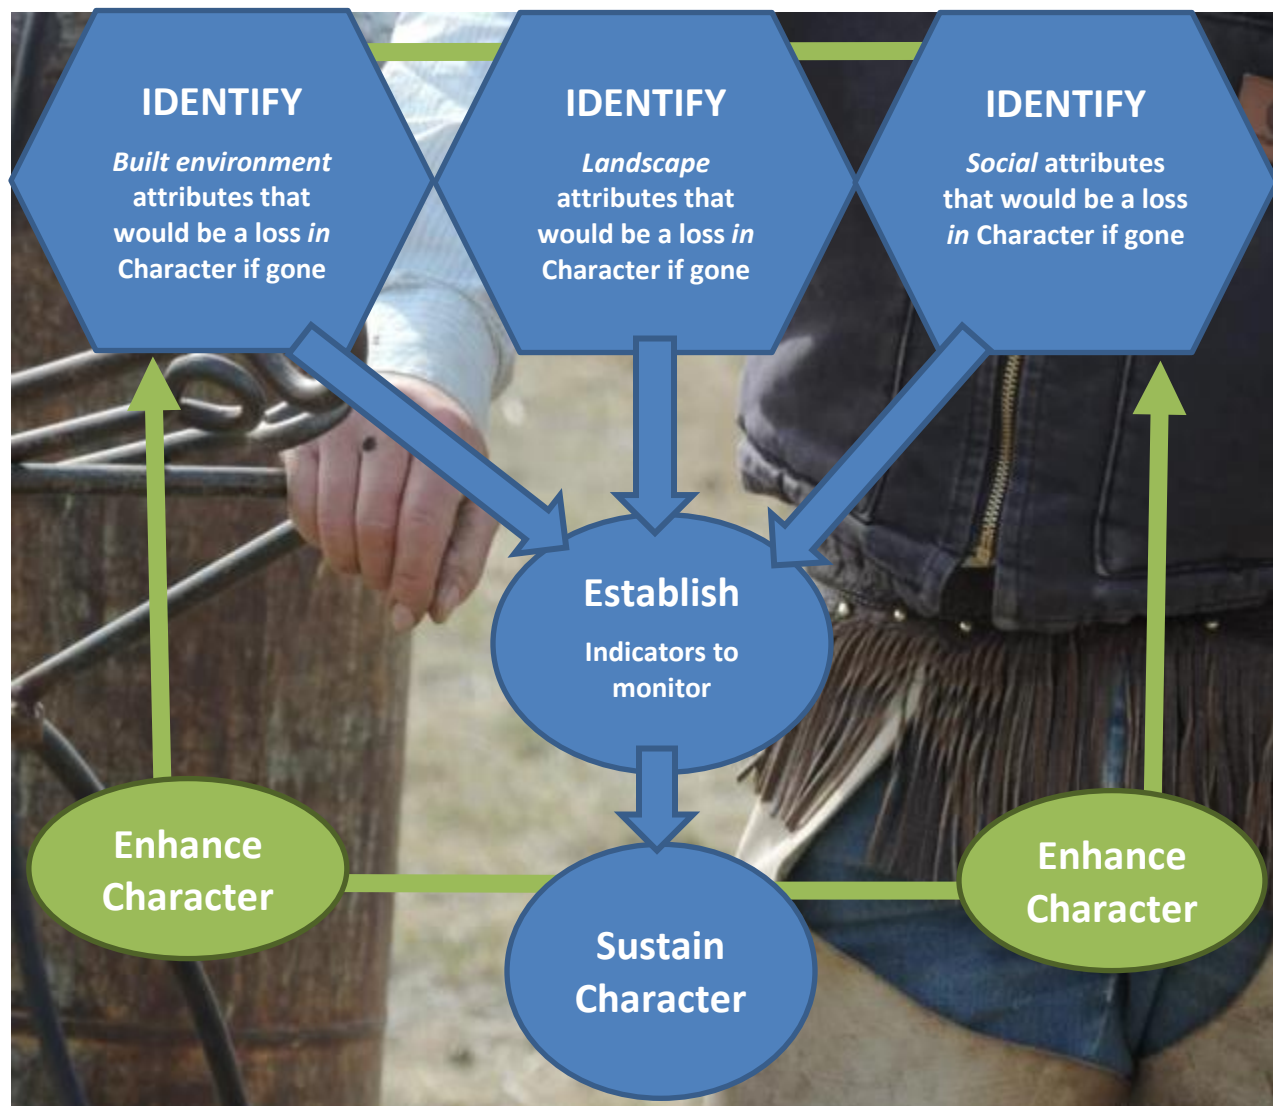 IDENTIFY
Built environment
attributes that
would be a loss in
Character if gone
IDENTIFY
Landscape
attributes that
would be a loss in
Character if gone
IDENTIFY
Social attributes
that would be a loss
in Character if gone
Establish
Indicators to
monitor
Enhance
Character
Enhance
Character
Sustain
Character